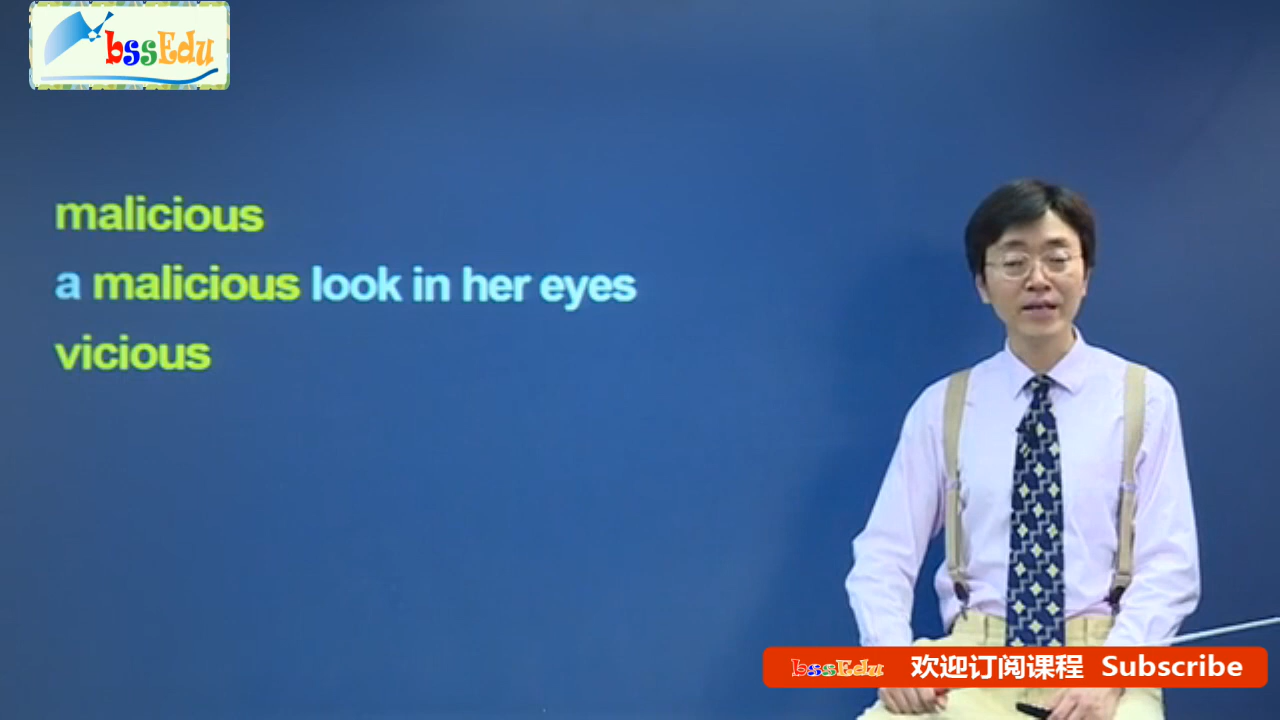 bssEdu
malicious
a malicious look in her eyes
vicious
bssEdu 欢迎订阅课程 Subscribe